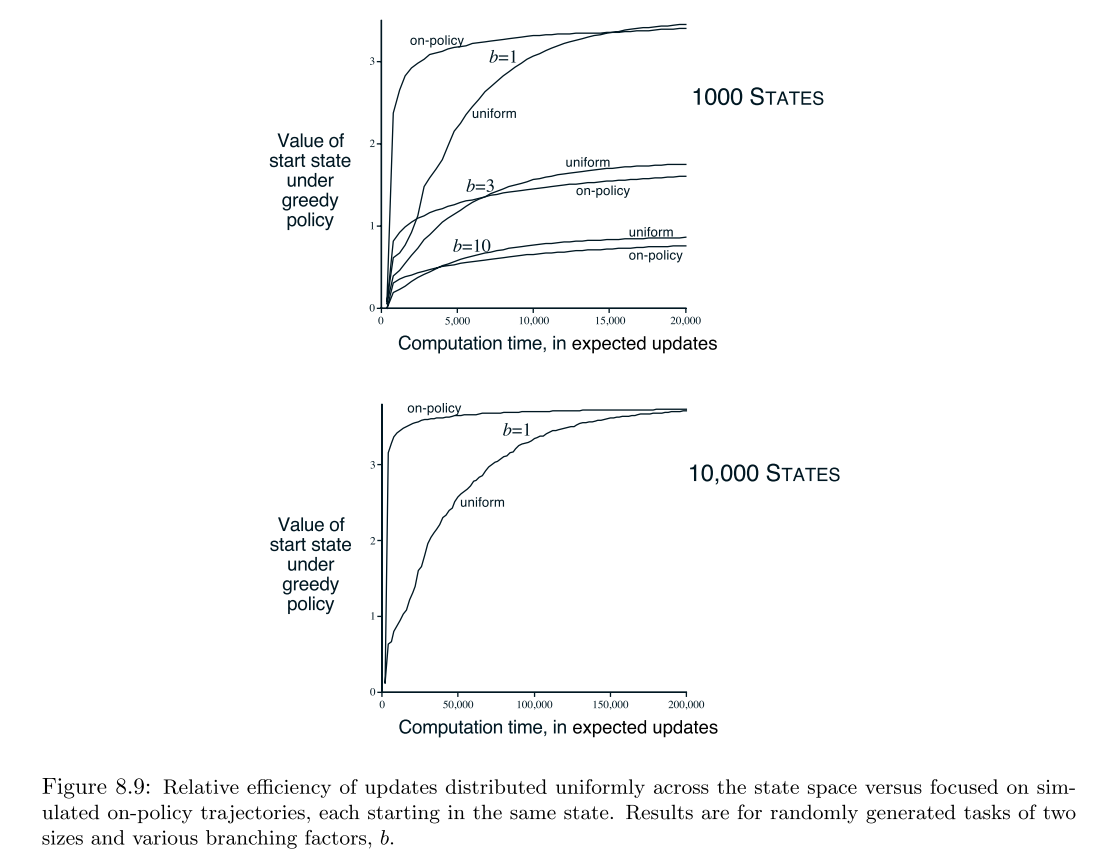 3
2
1
0
0
5,000
10,000
15,000
20,000
on-policy
b=1
uniform
1000 STATES
Value of
start state
under
greedy
policy
uniform
b=3
on-policy
uniform
b=10
on-policy
Computation time, in expected updates
3
2
1
0
0
50,000
100,000
150,000
200,000
on-policy
b=1
10,000 STATES
uniform
Value of
start state
under
greedy
policy
Computation time, in expected updates
Figure 8.9: Relative efficiency of updates distributed uniformly across the state space versus focused on sim-
ulated on-policy trajectories, each starting in the same state. Results are for randomly generated tasks of two
sizes and various branching factors, b.